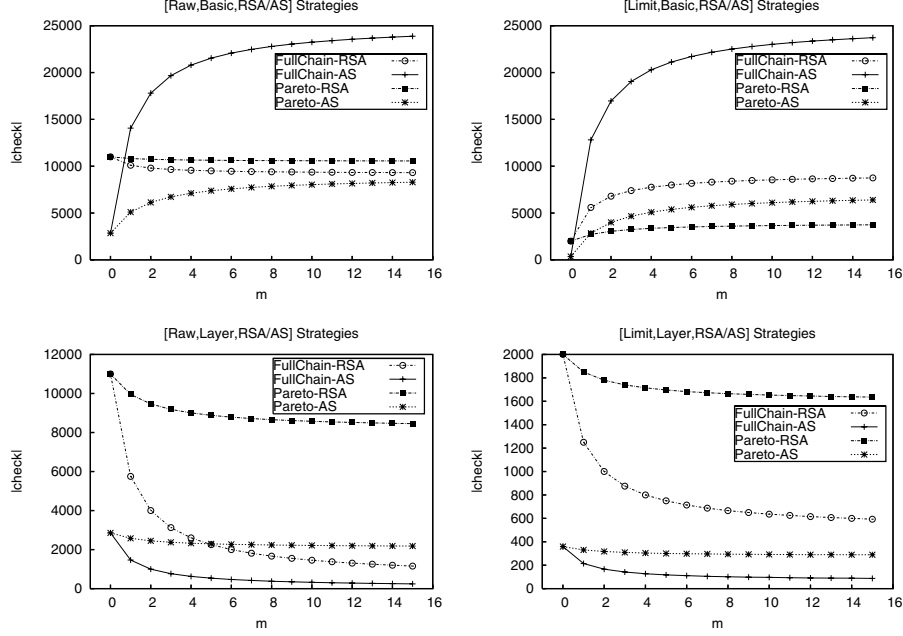 [Raw,Basic,RSA/AS] Strategies
25000
20000
15000
10000
5000
0
|check|
FullChain-RSA
FullChain-AS
Pareto-RSA
Pareto-AS
0 2 4 6 8 10 12 14 16
m
[Limit,Basic,RSA/AS] Strategies
25000
20000
15000
10000
5000
0
|check|
FullChain-RSA
FullChain-AS
Pareto-RSA
Pareto-AS
0 2 4 6 8 10 12 14 16
m
[Raw,Layer,RSA/AS] Strategies
12000
10000
8000
6000
4000
2000
0
|check|
FullChain-RSA
FullChain-AS
Pareto-RSA
Pareto-AS
0 2 4 6 8 10 12 14 16
m
[Limit,Layer,RSA/AS] Strategies
2000
1800
1600
1400
1200
1000
800
600
400
200
0
|check|
FullChain-RSA
FullChain-AS
Pareto-RSA
Pareto-AS
0 2 4 6 8 10 12 14 16
m